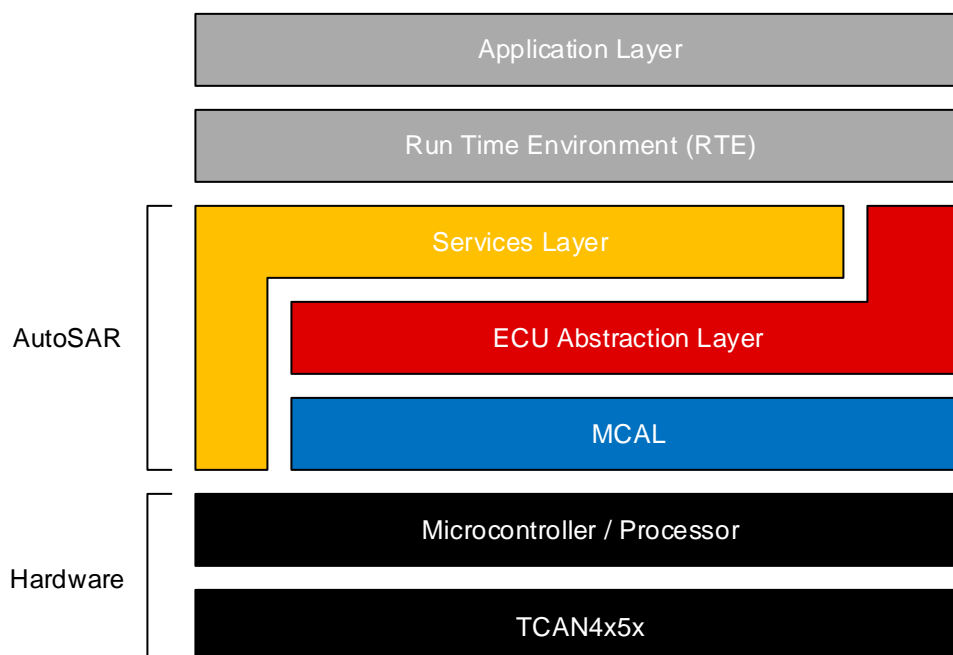 Application Layer
Run Time Environment (RTE)
Services Layer
AutoSAR
ECU Abstraction Layer
MCAL
Microcontroller / Processor
Hardware
TCAN4x5x